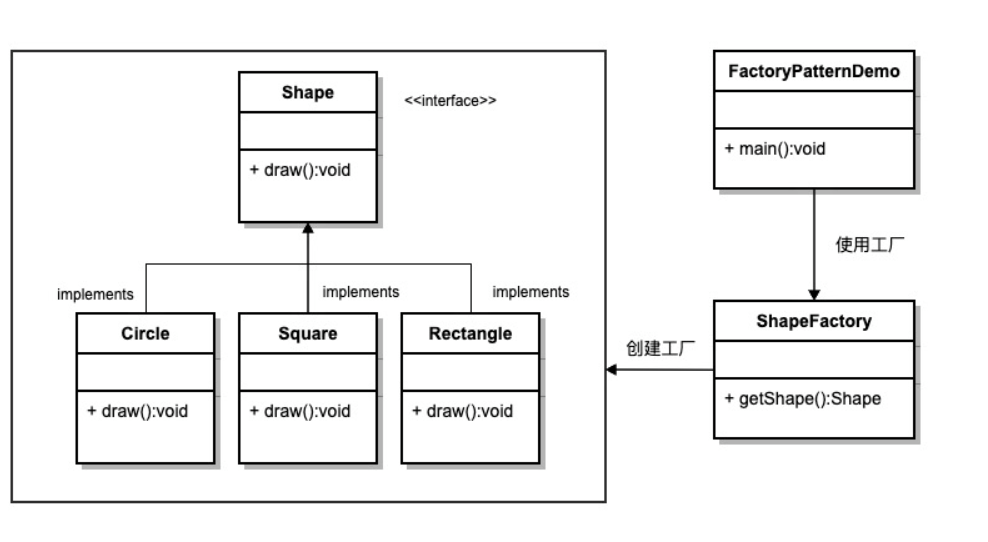 Shape
<<interface>>
+ draw():void
implements
implements
implements
Circle
+ draw():void
Square
+ draw():void
Rectangle
+ draw():void
FactoryPatternDemo
+ main():void
使用工厂
ShapeFactory
+ getShape():Shape
创建工厂